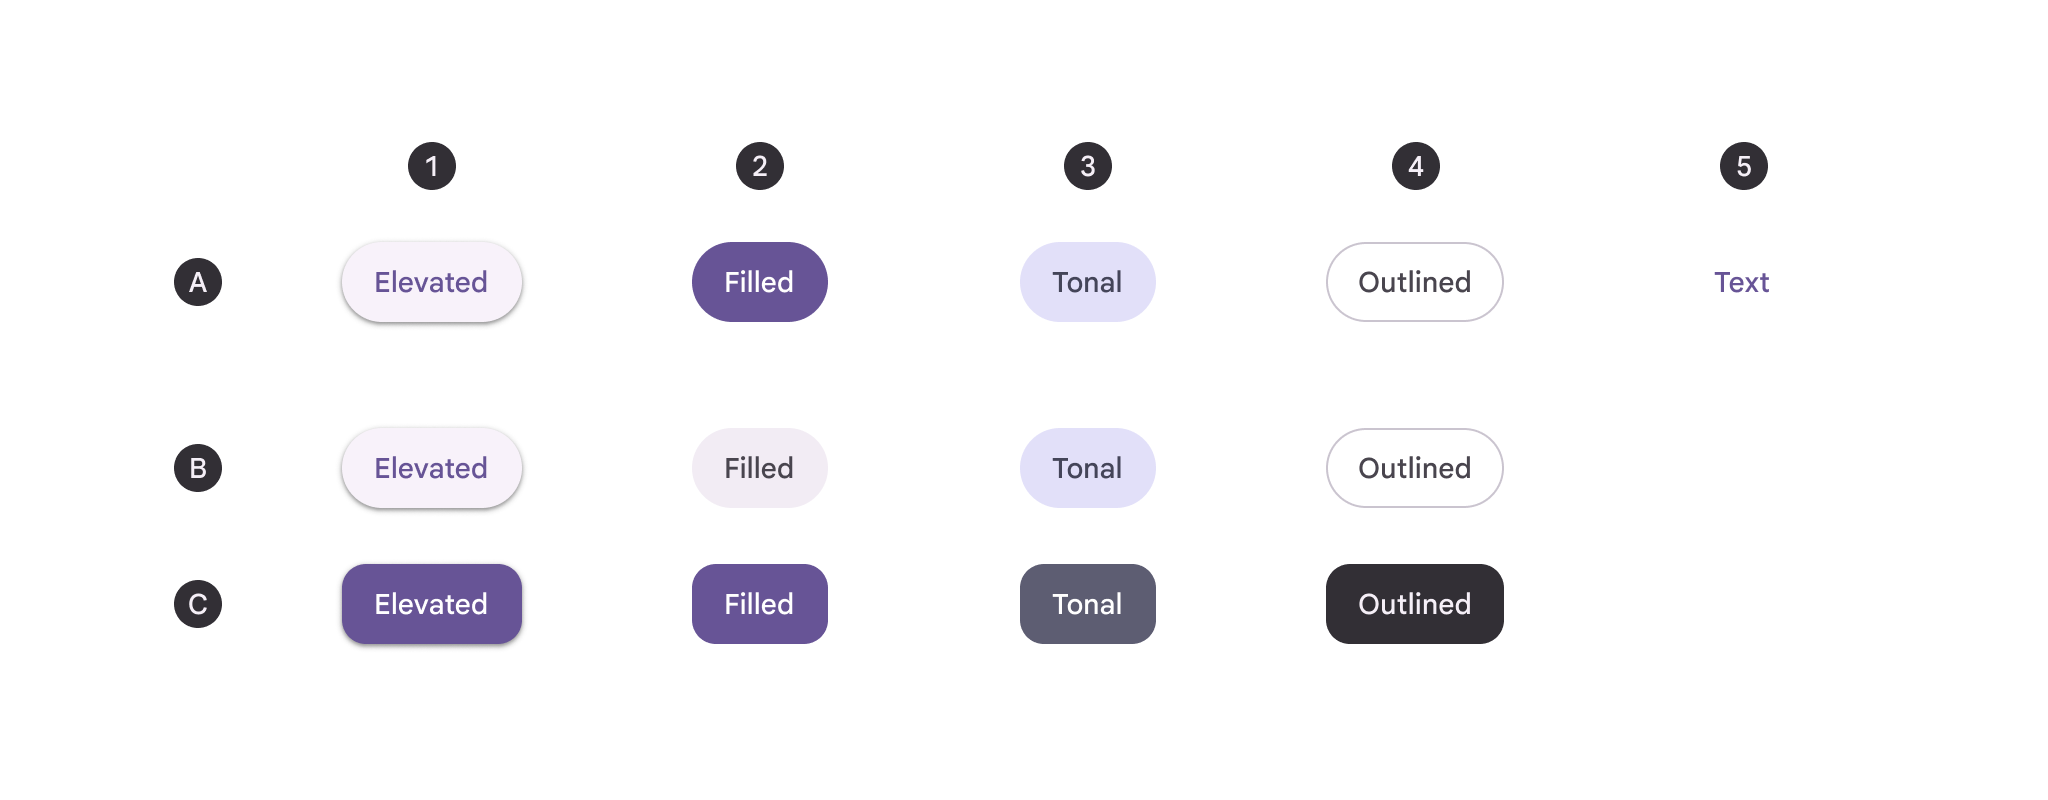 1 2 3 4 5
A Elevated Filled Tonal Outlined Text
B Elevated Filled Tonal Outlined
C Elevated Filled Tonal Outlined